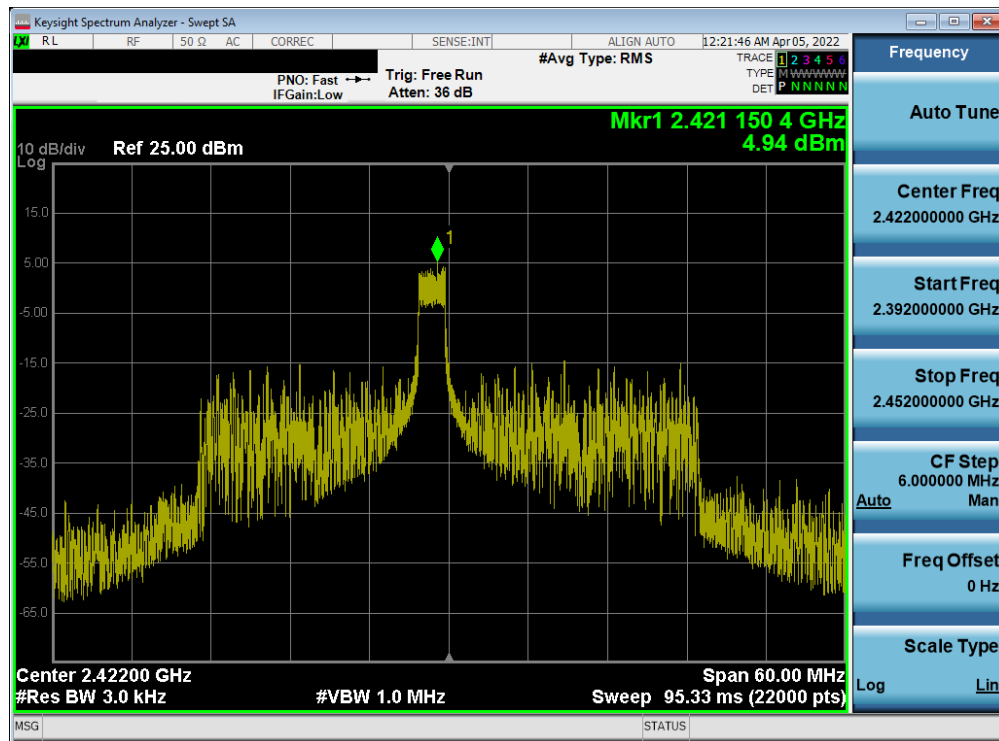 Keysight Spectrum Analyzer - Swept SA
LXI RL RF 50 Ω AC CORREC SENSE:INT ALIGN AUTO 12:21:46 AM Apr 05, 2022
PNO: Fast
IFGain:Low
Trig: Free Run
Atten: 36 dB
#Avg Type: RMS
TRACE 1 2 3 4 5 6
TYPE M WWWWW
DET P N N N N N
Mkr1 2.421 150 4 GHz
4.94 dBm
10 dB/div Ref 25.00 dBm
Log
15.0
5.00
-5.00
-15.0
-25.0
-35.0
-45.0
-55.0
-65.0
1
Center 2.42200 GHz Span 60.00 MHz
#Res BW 3.0 kHz #VBW 1.0 MHz Sweep 95.33 ms (22000 pts)
MSG STATUS
Frequency
Auto Tune
Center Freq
2.422000000 GHz
Start Freq
2.392000000 GHz
Stop Freq
2.452000000 GHz
CF Step
6.000000 MHz
Auto Man
Freq Offset
0 Hz
Scale Type
Log Lin